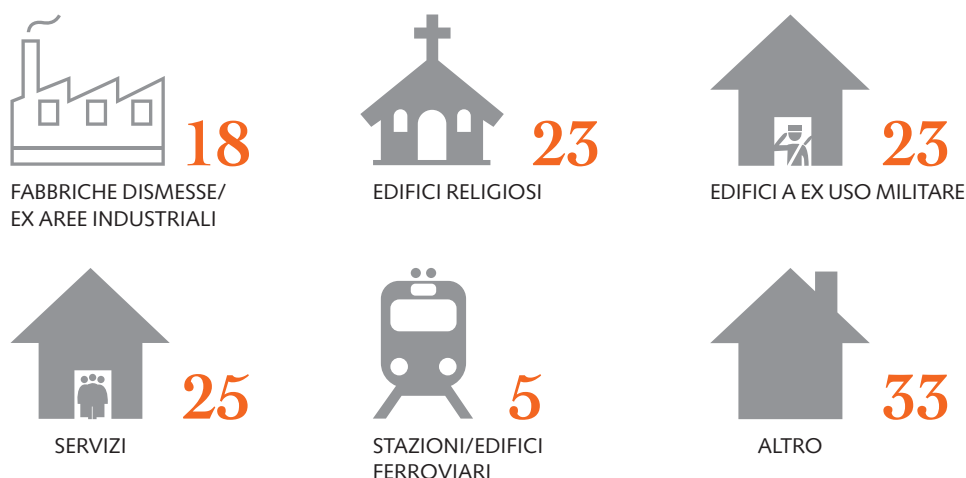 18
FABBRICHE DISMESSE/
EX AREE INDUSTRIALI
23
EDIFICI RELIGIOSI
23
EDIFICI A EX USO MILITARE
25
SERVIZI
5
STAZIONI/EDIFICI
FERROVIARI
33
ALTRO